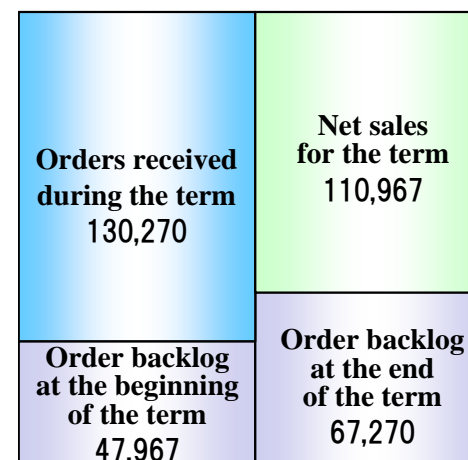 Orders received
during the term
130,270
Order backlog
at the beginning
of the term
47,967
Net sales
for the term
110,967
Order backlog
at the end
of the term
67,270